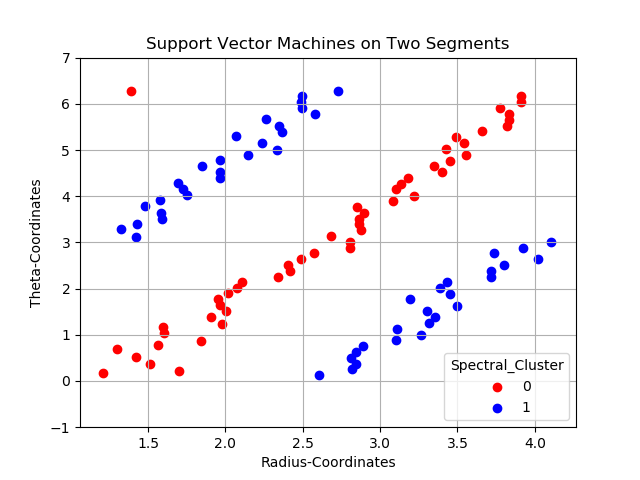 Support Vector Machines on Two Segments
7
6
5
4
3
2
1
0
−1
Theta-Coordinates
1.5 2.0 2.5 3.0 3.5 4.0
Radius-Coordinates
Spectral_Cluster
0
1